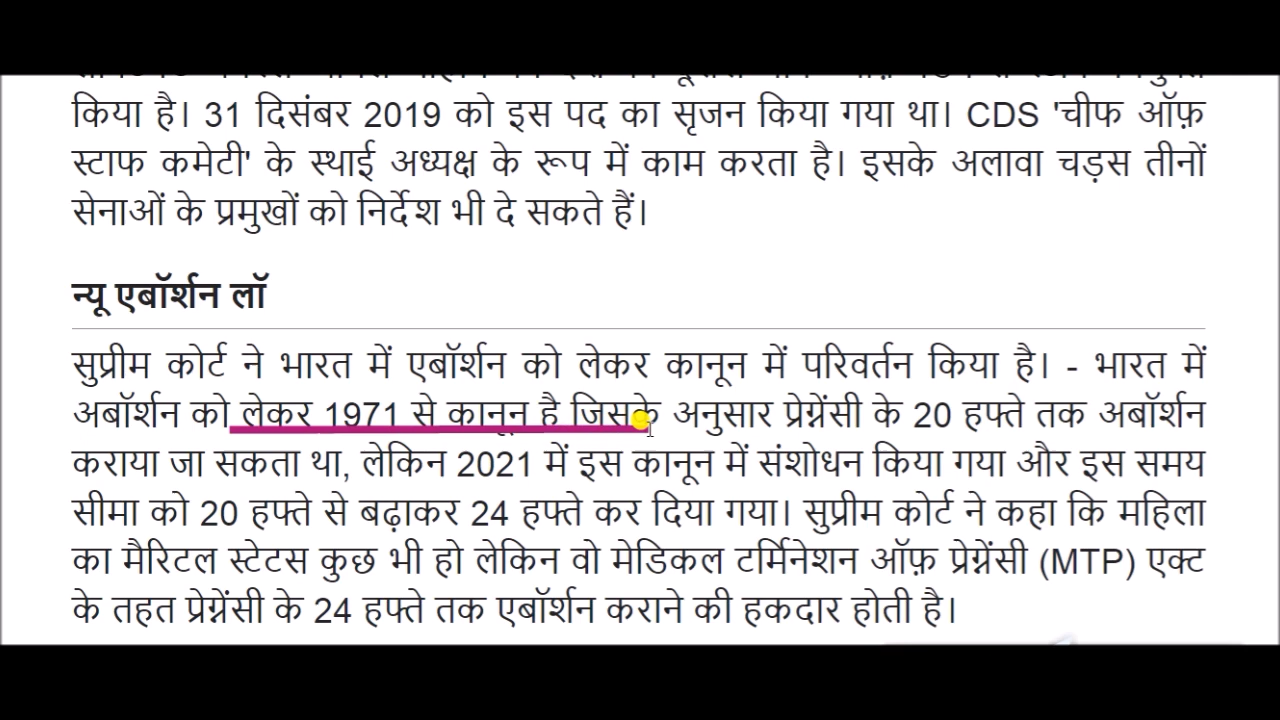 किया है। 31 दिसंबर 2019 को इस पद का सृजन किया गया था। CDS 'चीफ ऑफ़
स्टाफ कमेटी' के स्थाई अध्यक्ष के रूप में काम करता है। इसके अलावा चड़स तीनों
सेनाओं के प्रमुखों को निर्देश भी दे सकते हैं।
न्यू एबॉर्शन लॉ
सुप्रीम कोर्ट ने भारत में एबॉर्शन को लेकर कानून में परिवर्तन किया है। - भारत में
अबॉर्शन को लेकर 1971 से कानून है जिसके अनुसार प्रेग्नेंसी के 20 हफ्ते तक अबॉर्शन
कराया जा सकता था, लेकिन 2021 में इस कानून में संशोधन किया गया और इस समय
सीमा को 20 हफ्ते से बढ़ाकर 24 हफ्ते कर दिया गया। सुप्रीम कोर्ट ने कहा कि महिला
का मैरिटल स्टेटस कुछ भी हो लेकिन वो मेडिकल टर्मिनेशन ऑफ़ प्रेग्नेंसी (MTP) एक्ट
के तहत प्रेग्नेंसी के 24 हफ्ते तक एबॉर्शन कराने की हकदार होती है।